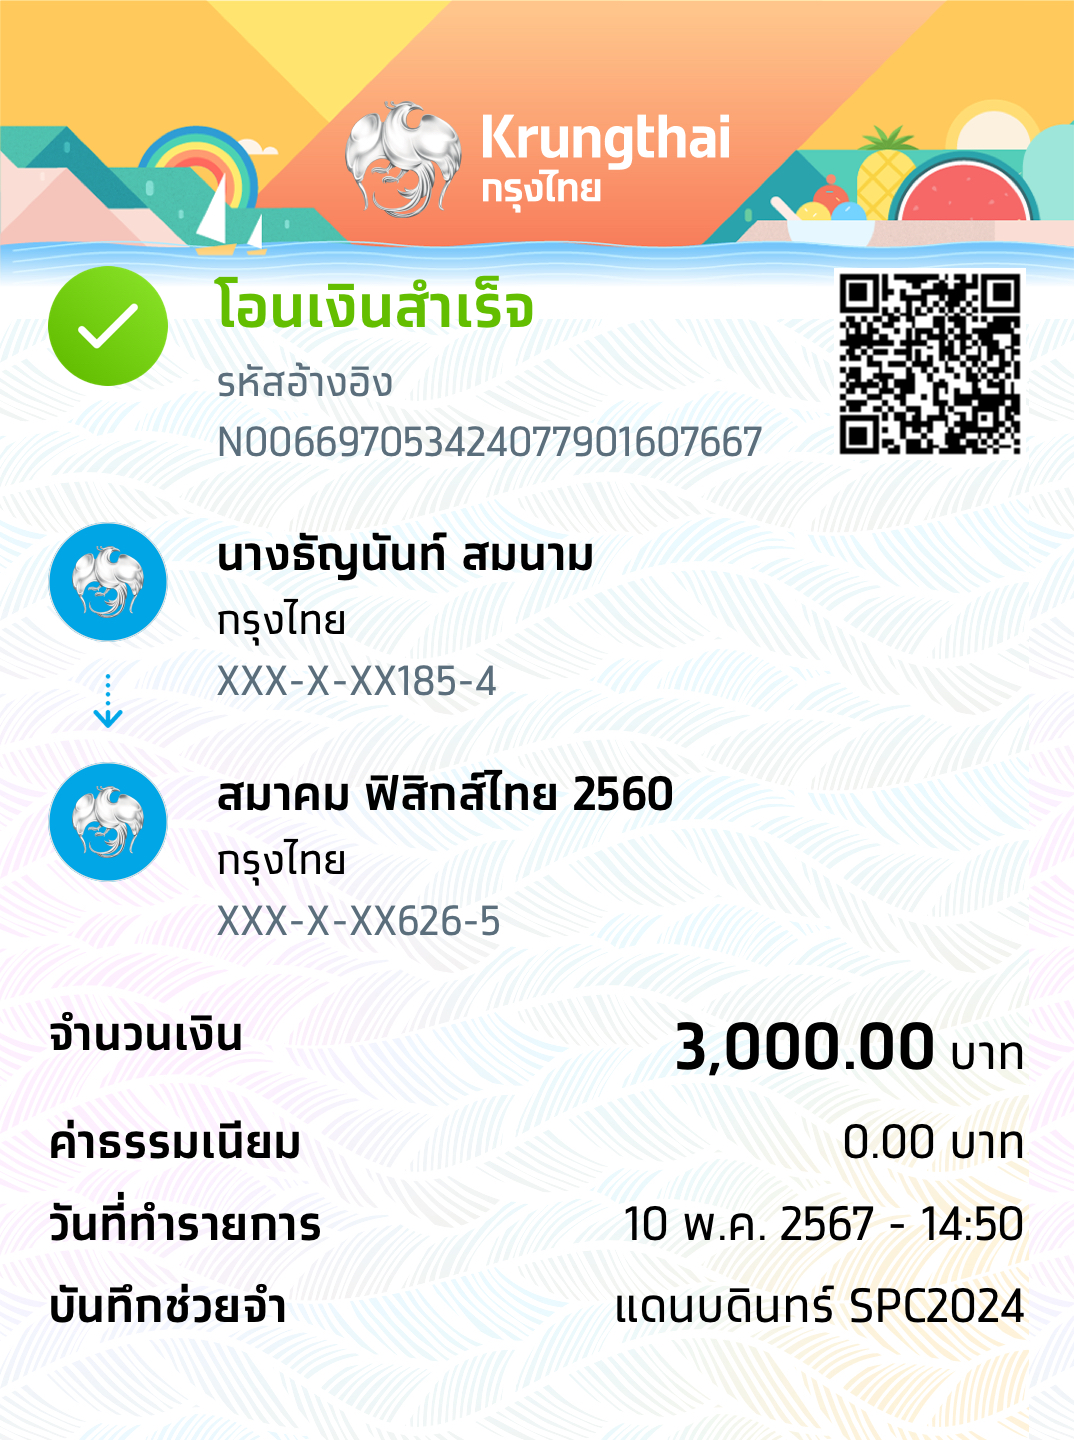 Krungthai
กรุงไทย
โอนเงินสำเร็จ
รหัสอ้างอิง
N00669705342407790160​7667
นางธัญนันท์ สมนาม
กรุงไทย
XXX-X-XX185-4
สมาคม ฟิสิกส์ไทย 2560
กรุงไทย
XXX-X-XX626-5
จำนวนเงิน 3,000.00 บาท
ค่าธรรมเนียม 0.00 บาท
วันที่ทำรายการ 10 พ.ค. 2567 - 14:50
บันทึกช่วยจำ แดนบดินทร์ SPC2024